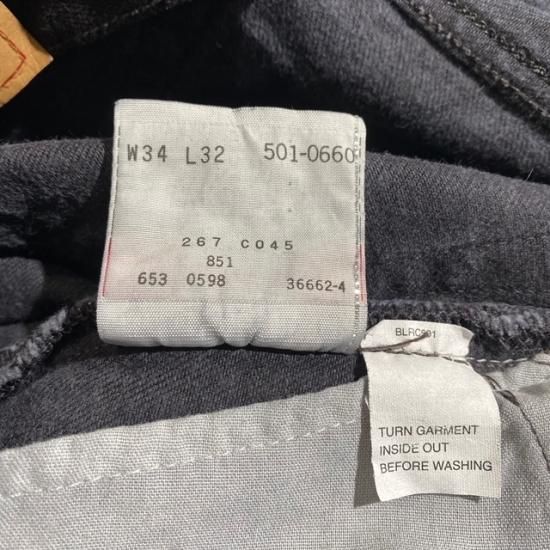 W34 L32 501-0660
267 C045
851
653 0598 36662-4
TURN GARMENT
INSIDE OUT
BEFORE WASHING